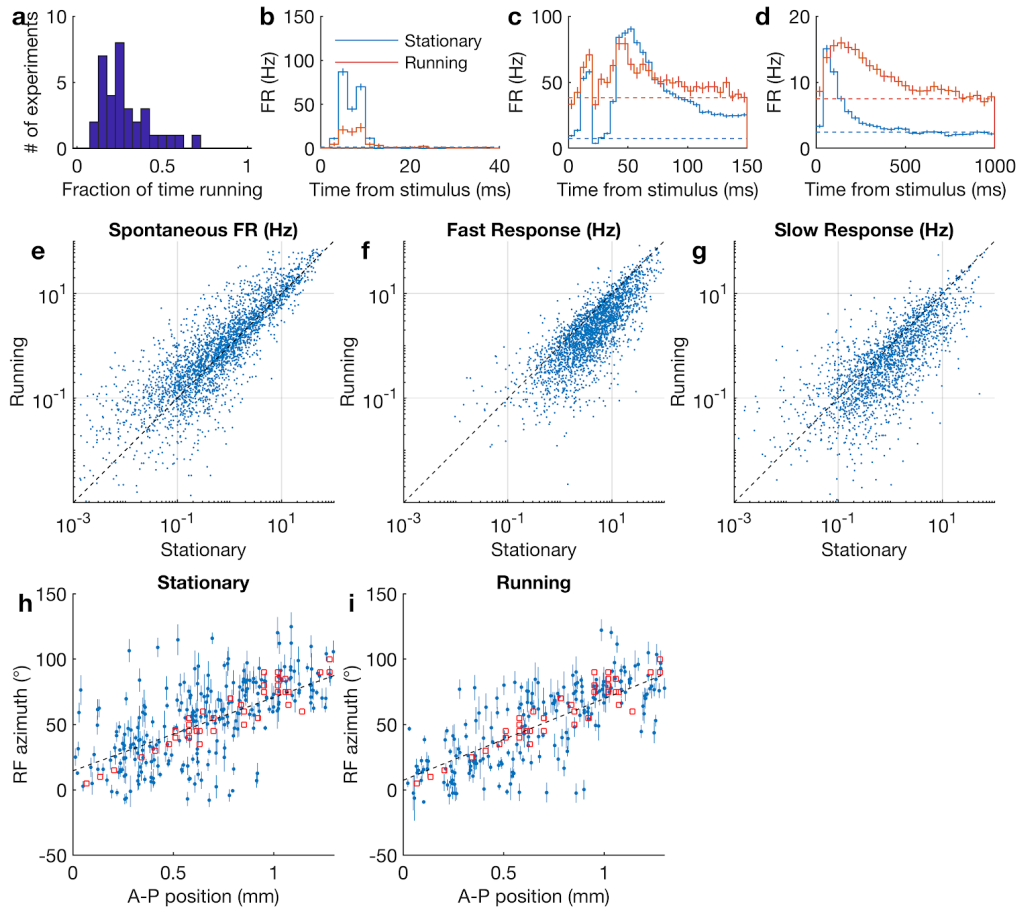 a
10
5
0
# of experiments
0 0.5 1
Fraction of time running
b
150
100
50
0
FR (Hz)
Stationary
Running
0 20 40
Time from stimulus (ms)
c
100
50
0
FR (Hz)
0 50 100 150
Time from stimulus (ms)
d
20
10
0
FR (Hz)
0 500 1000
Time from stimulus (ms)
e
Spontaneous FR (Hz)
10^1
10^-1
Running
10^-3 10^-1 10^1
Stationary
f
Fast Response (Hz)
10^1
10^-1
Running
10^-3 10^-1 10^1
Stationary
g
Slow Response (Hz)
10^1
10^-1
Running
10^-3 10^-1 10^1
Stationary
h
Stationary
150
100
50
0
-50
RF azimuth (°)
0 0.5 1
A-P position (mm)
i
Running
150
100
50
0
-50
RF azimuth (°)
0 0.5 1
A-P position (mm)